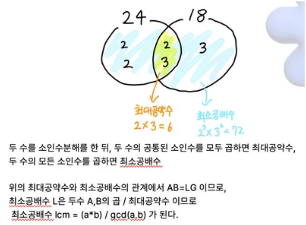 24 18
2 2 3
2 3
최대공약수 최소공배수
2×3=6 2³×3²=72
두 수를 소인수분해를 한 뒤, 두 수의 공통된 소인수를 모두 곱하면 최대공약수,
두 수의 모든 소인수를 곱하면 최소공배수
위의 최대공약수와 최소공배수의 관계에서 AB=LG 이므로,
최소공배수 L은 두수 A,B의 곱 / 최대공약수 이므로
최소공배수 lcm = (a*b) / gcd(a,b) 가 된다.